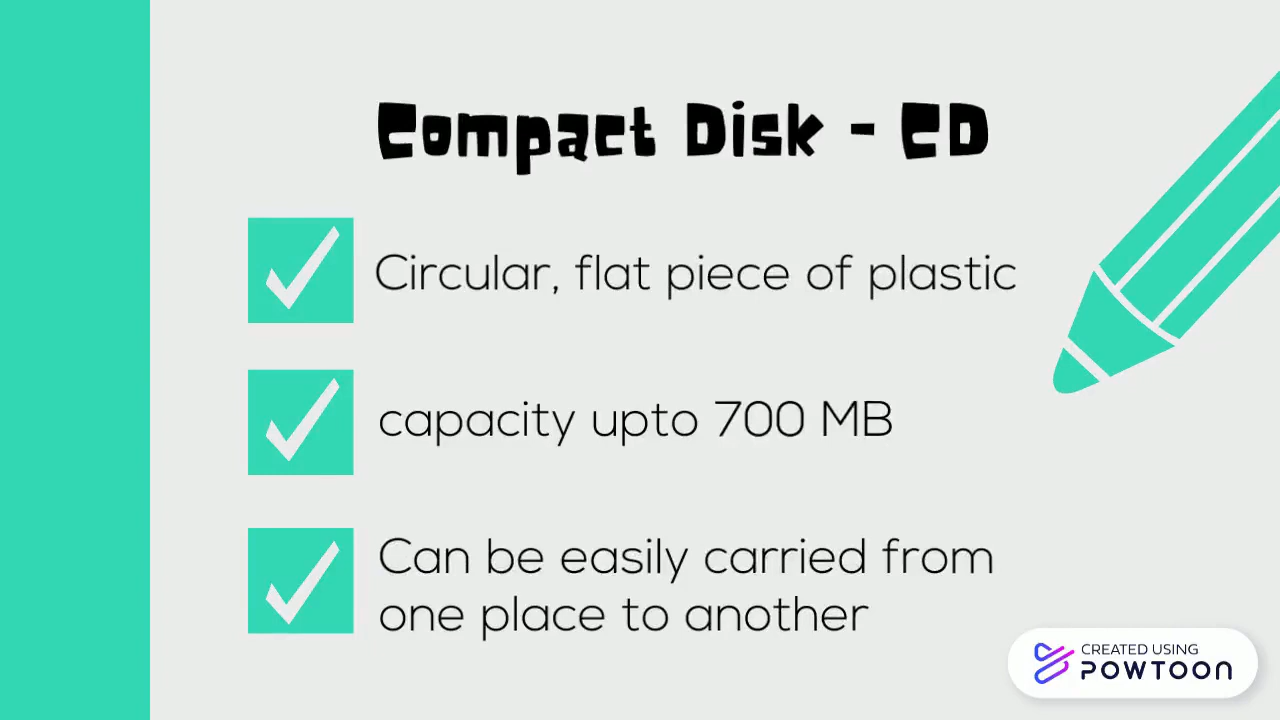 Compact Disk - CD
Circular, flat piece of plastic
capacity upto 700 MB
Can be easily carried from
one place to another
CREATED USING
POWTOON